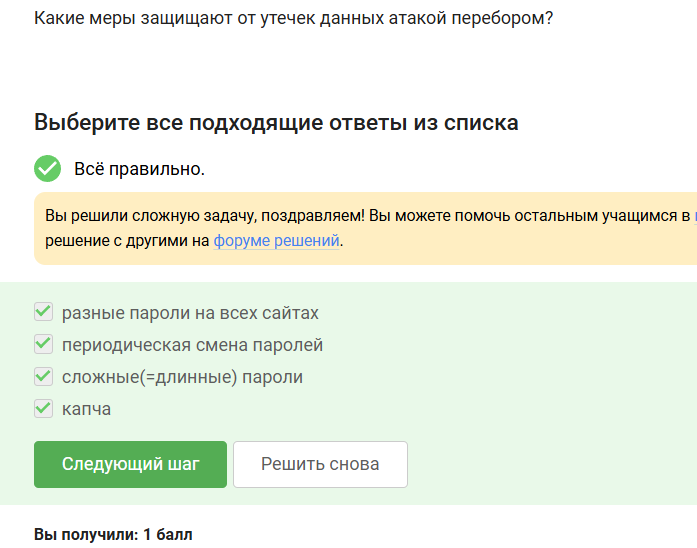 Какие меры защищают от утечек данных атакой перебором?
Выберите все подходящие ответы из списка
Всё правильно.
Вы решили сложную задачу, поздравляем! Вы можете помочь остальным учащимся в
решение с другими на форуме решений.
разные пароли на всех сайтах
периодическая смена паролей
сложные(=длинные) пароли
капча
Следующий шаг Решить снова
Вы получили: 1 балл